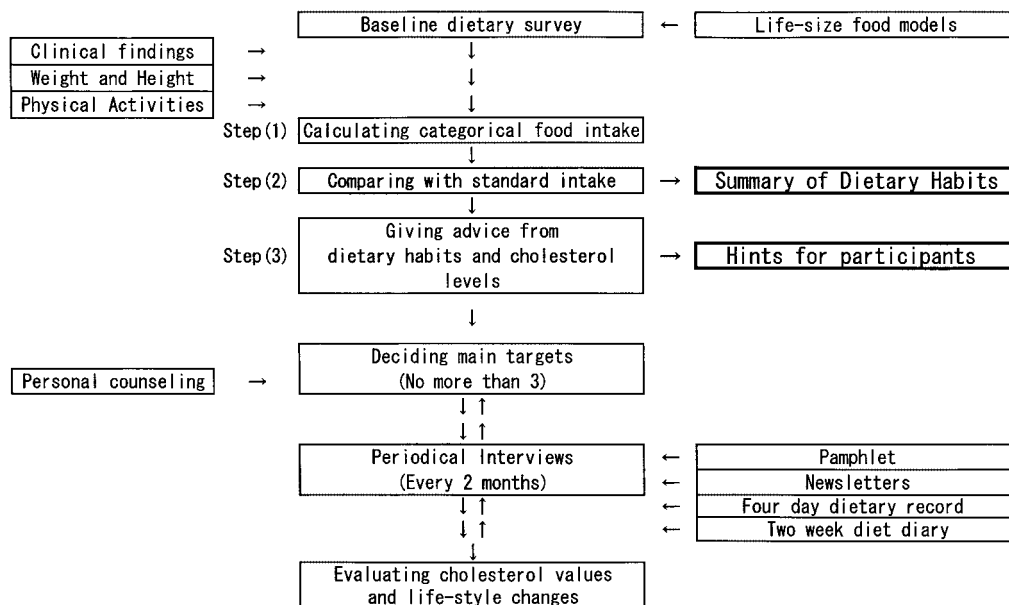 Baseline dietary survey ← Life-size food models
Clinical findings → ↓
Weight and Height → ↓
Physical Activities → ↓
Step(1) Calculating categorical food intake
↓
Step(2) Comparing with standard intake → Summary of Dietary Habits
↓
Giving advice from
Step(3) dietary habits and cholesterol → Hints for participants
levels
↓
Deciding main targets
Personal counseling → (No more than 3)
↓ ↑
↓ ↑
Periodical Interviews ← Pamphlet
(Every 2 months) ← Newsletters
↓ ↑ ← Four day dietary record
↓ ↑ ← Two week diet diary
↓
Evaluating cholesterol values
and life-style changes